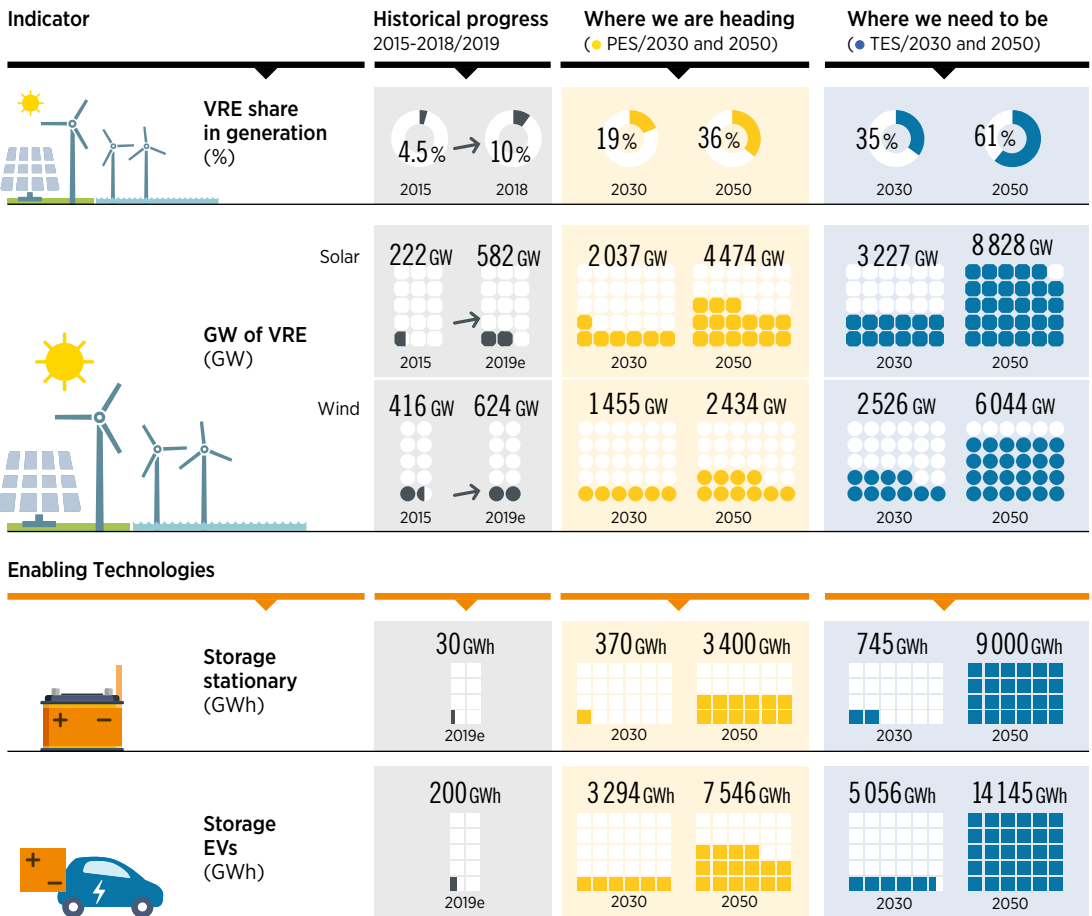 Indicator
Historical progress
2015-2018/2019
Where we are heading
(● PES/2030 and 2050)
Where we need to be
(● TES/2030 and 2050)
VRE share
in generation
(%)
4.5% 10% 19% 36% 35% 61%
2015 2018 2030 2050 2030 2050
GW of VRE
(GW)
Solar
222 GW 582 GW 2 037 GW 4 474 GW 3 227 GW 8 828 GW
2015 2019e 2030 2050 2030 2050
Wind
416 GW 624 GW 1 455 GW 2 434 GW 2 526 GW 6 044 GW
2015 2019e 2030 2050 2030 2050
Enabling Technologies
Storage
stationary
(GWh)
30 GWh 370 GWh 3 400 GWh 745 GWh 9 000 GWh
2019e 2030 2050 2030 2050
+ −
Storage
EVs
(GWh)
200 GWh 3 294 GWh 7 546 GWh 5 056 GWh 14 145 GWh
2019e 2030 2050 2030 2050
+
−